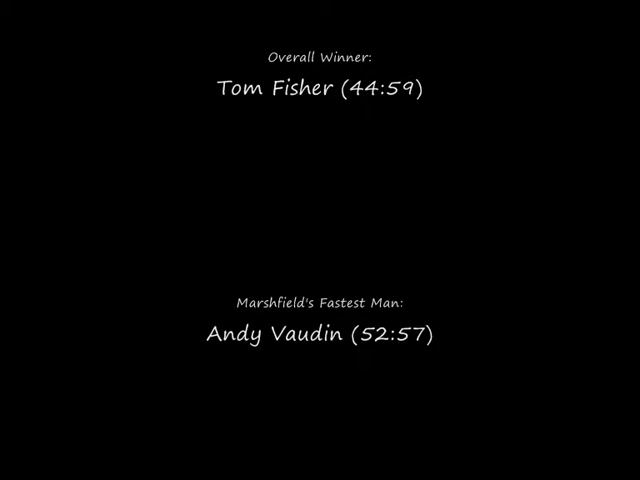 Overall Winner:
Tom Fisher (44:59)
Marshfield's Fastest Man:
Andy Vaudin (52:57)